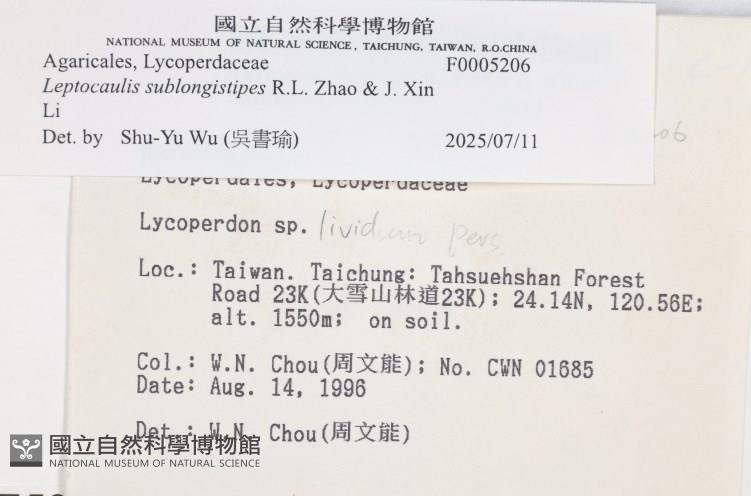 國立自然科學博物館
NATIONAL MUSEUM OF NATURAL SCIENCE, TAICHUNG, TAIWAN, R.O.CHINA
Agaricales, Lycoperdaceae F0005206
Leptocaulis sublongistipes R.L. Zhao & J. Xin
Li
Det. by Shu-Yu Wu (吳書瑜) 2025/07/11
Lycoperdales, Lycoperdaceae
Lycoperdon sp. lividum Pers.
Loc.: Taiwan. Taichung: Tahsuehshan Forest
Road 23K(大雪山林道23K); 24.14N, 120.56E;
alt. 1550m; on soil.
Col.: W.N. Chou(周文能); No. CWN 01685
Date: Aug. 14, 1996
Det.: W.N. Chou(周文能)
國立自然科學博物館
NATIONAL MUSEUM OF NATURAL SCIENCE